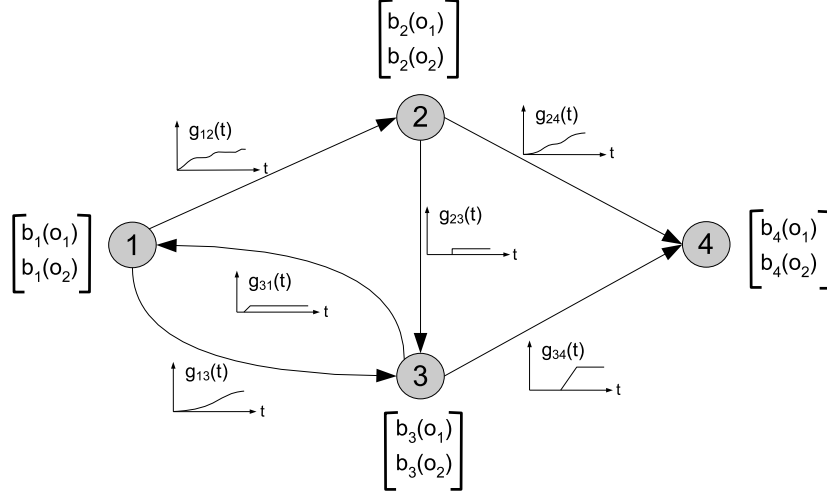 b₂(o₁)
b₂(o₂)
2
g₁₂(t)
t
g₂₄(t)
t
b₁(o₁)
b₁(o₂)
1
g₂₃(t)
t
4
b₄(o₁)
b₄(o₂)
g₃₁(t)
t
g₁₃(t)
t
3
g₃₄(t)
t
b₃(o₁)
b₃(o₂)